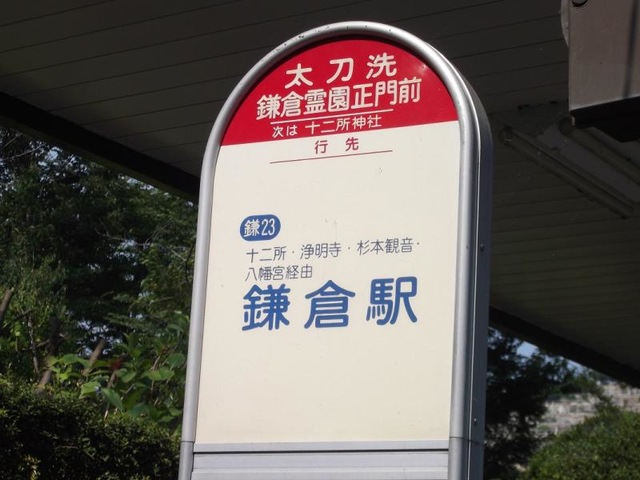 太刀洗
鎌倉霊園正門前
次は 十二所神社
行先
鎌23
十二所・浄明寺・杉本観音・
八幡宮経由
鎌倉駅